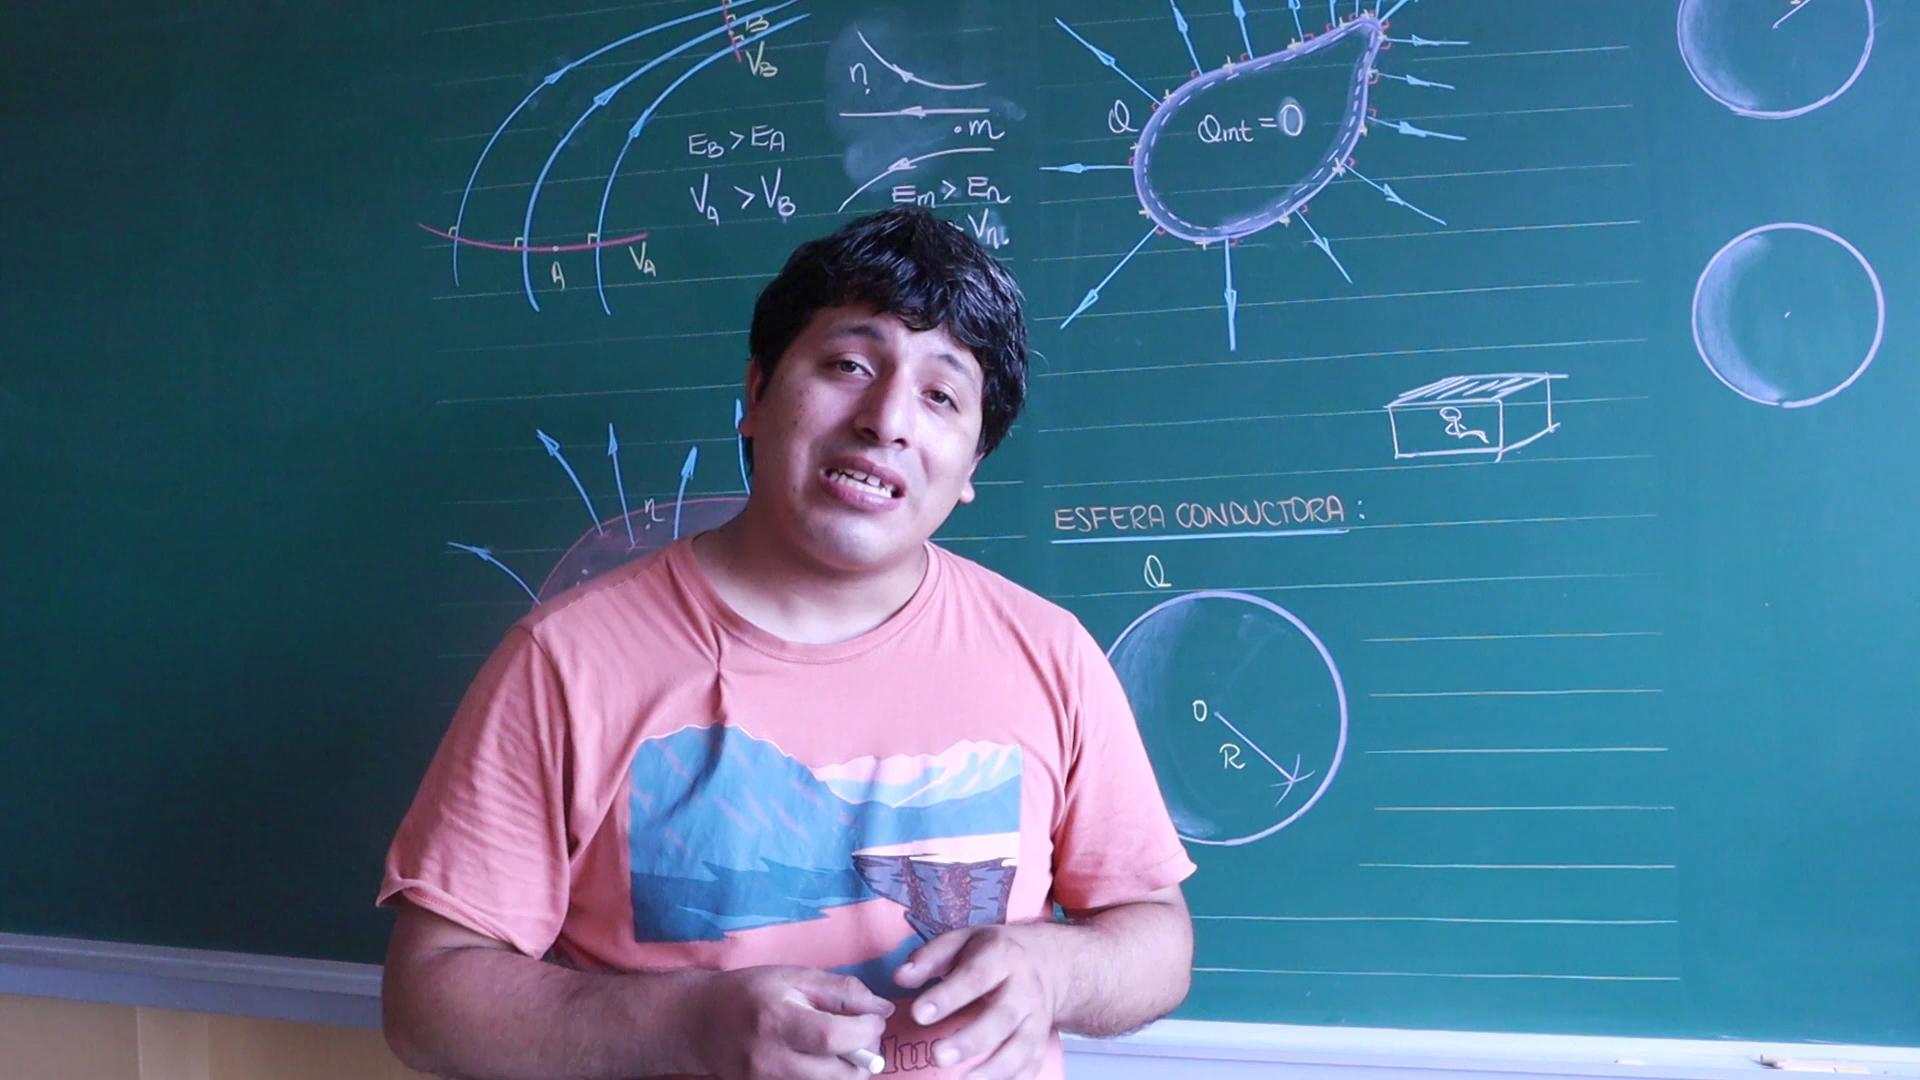 B
V_B
n
E_B > E_A
.m
V_A > V_B
E_m > E_n
V_n
A
V_A
Q
Q_int = 0
n
ESFERA CONDUCTORA:
Q
O
R